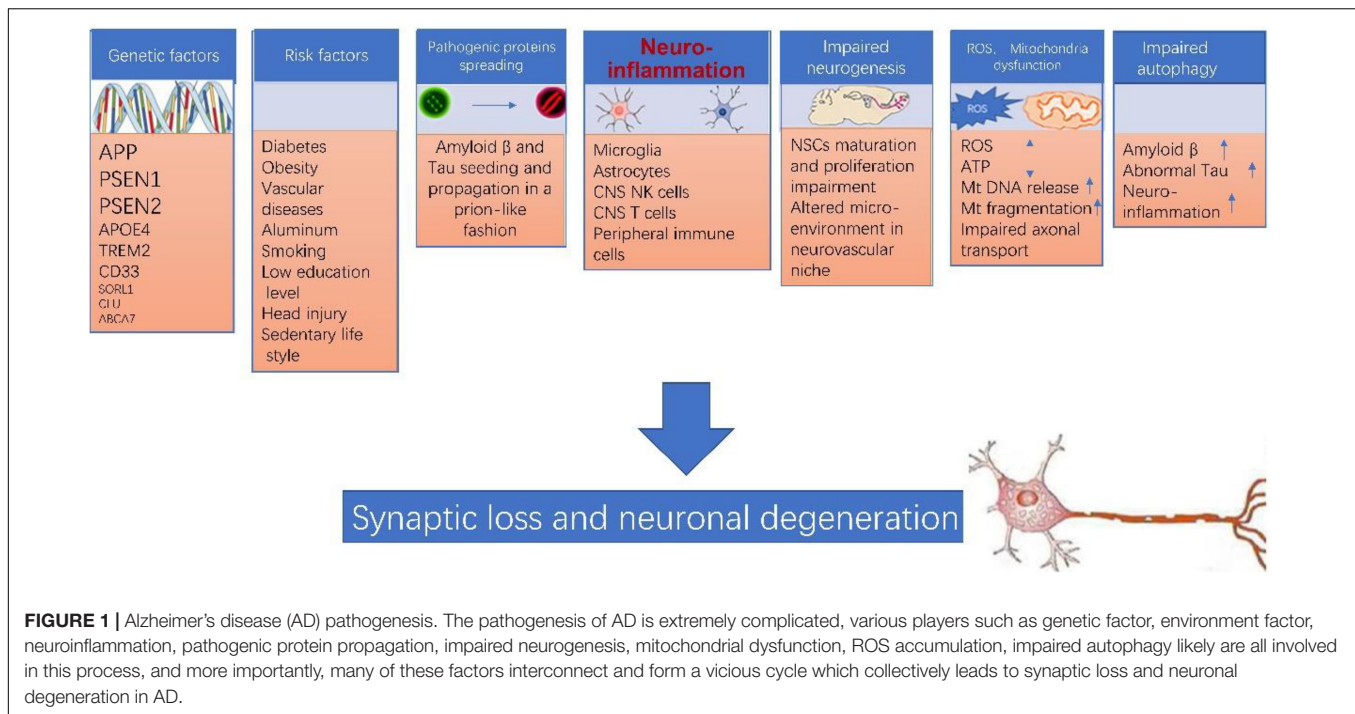 Genetic factors
APP
PSEN1
PSEN2
APOE4
TREM2
CD33
SORL1
CLU
ABCA7
Risk factors
Diabetes
Obesity
Vascular
diseases
Aluminum
Smoking
Low education
level
Head injury
Sedentary life
style
Pathogenic proteins
spreading
Amyloid β and
Tau seeding and
propagation in a
prion-like
fashion
Neuro-
inflammation
Microglia
Astrocytes
CNS NK cells
CNS T cells
Peripheral immune
cells
Impaired
neurogenesis
NSCs maturation
and proliferation
impairment
Altered micro-
environment in
neurovascular
niche
ROS、Mitochondria
dysfunction
ROS
ROS
ATP
Mt DNA release
Mt fragmentation
Impaired axonal
transport
Impaired
autophagy
Amyloid β
Abnormal Tau
Neuro-
inflammation
Synaptic loss and neuronal degeneration
FIGURE 1 | Alzheimer's disease (AD) pathogenesis. The pathogenesis of AD is extremely complicated, various players such as genetic factor, environment factor,
neuroinflammation, pathogenic protein propagation, impaired neurogenesis, mitochondrial dysfunction, ROS accumulation, impaired autophagy likely are all involved
in this process, and more importantly, many of these factors interconnect and form a vicious cycle which collectively leads to synaptic loss and neuronal
degeneration in AD.